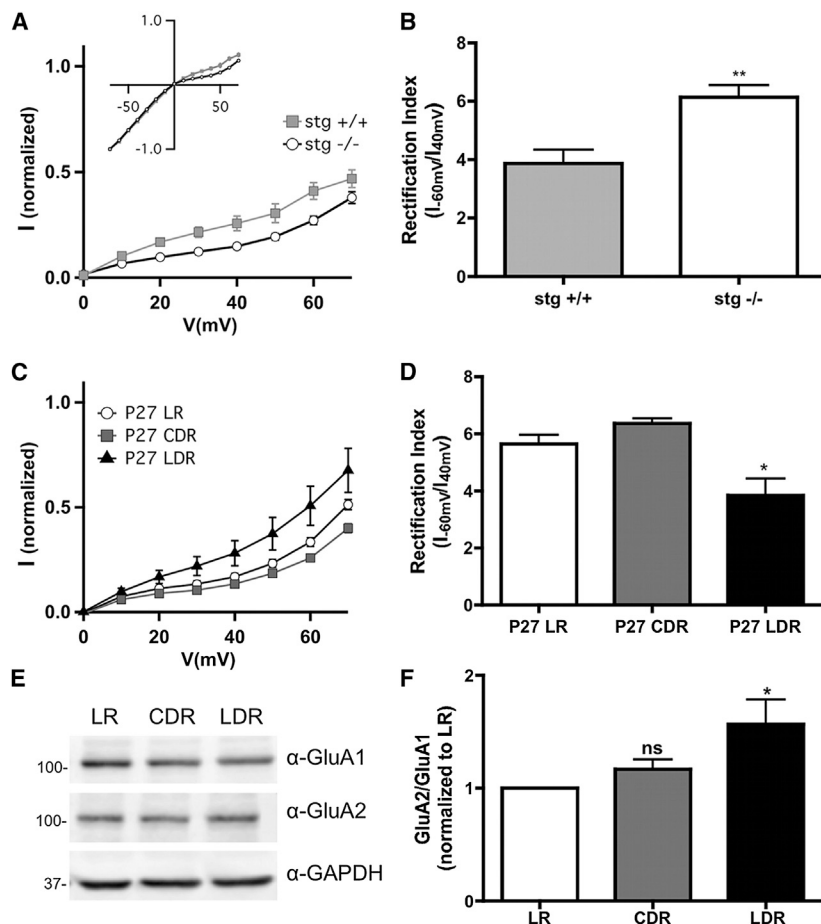 A
1.0
-50
50
-1.0
stg +/+
stg -/-
1.0
0.5
0.0
I (normalized)
0
20
40
60
V(mV)
B
8
6
4
2
0
Rectification Index
(I-60mV/I40mV)
**
stg +/+
stg -/-
C
P27 LR
P27 CDR
P27 LDR
1.0
0.5
0.0
I (normalized)
0
20
40
60
V(mV)
D
8
6
4
2
0
Rectification Index
(I-60mV/I40mV)
*
P27 LR
P27 CDR
P27 LDR
E
LR CDR LDR
100- α-GluA1
100- α-GluA2
37- α-GAPDH
F
2
1
0
GluA2/GluA1
(normalized to LR)
ns
*
LR
CDR
LDR